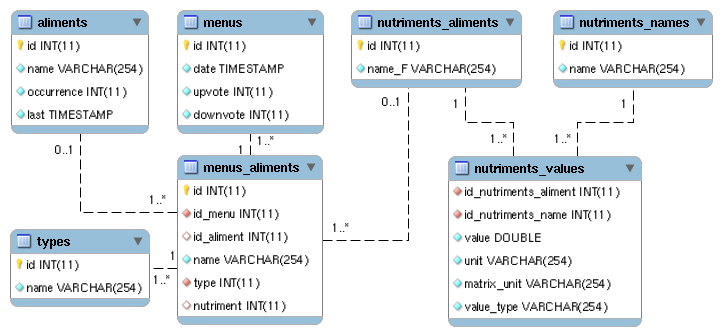 aliments
id INT(11)
name VARCHAR(254)
occurrence INT(11)
last TIMESTAMP
menus
id INT(11)
date TIMESTAMP
upvote INT(11)
downvote INT(11)
nutriments_aliments
id INT(11)
name_F VARCHAR(254)
nutriments_names
id INT(11)
name VARCHAR(254)
0..1
1..*
1
1..*
0..1
1..*
1
1..*
1
1..*
menus_aliments
id INT(11)
id_menu INT(11)
id_aliment INT(11)
name VARCHAR(254)
type INT(11)
nutriment INT(11)
nutriments_values
id_nutriments_aliment INT(11)
id_nutriments_name INT(11)
value DOUBLE
unit VARCHAR(254)
matrix_unit VARCHAR(254)
value_type VARCHAR(254)
types
id INT(11)
name VARCHAR(254)
1
1..*